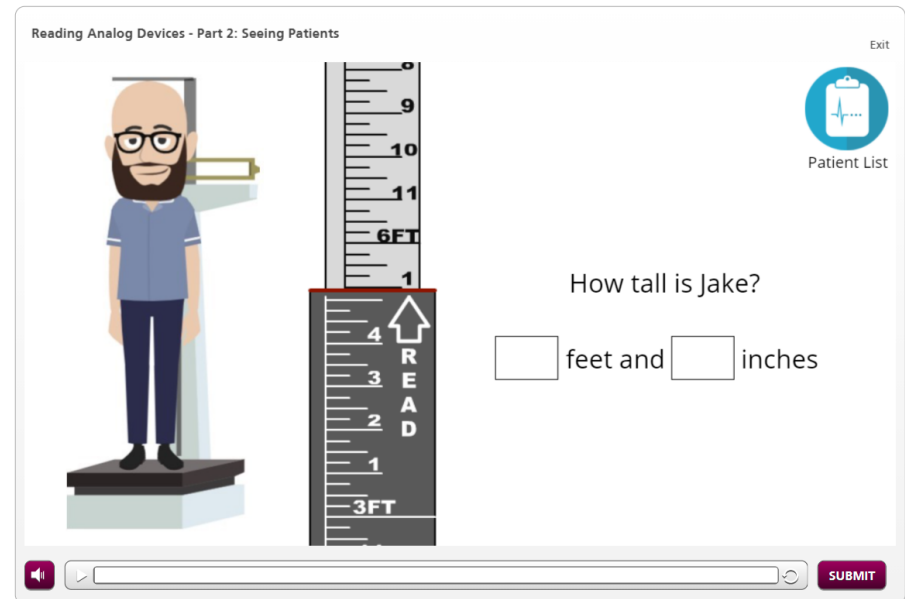 Reading Analog Devices - Part 2: Seeing Patients
Exit
Patient List
9
10
11
6FT
1
READ
4
3
2
1
3FT
How tall is Jake?
feet and inches
SUBMIT